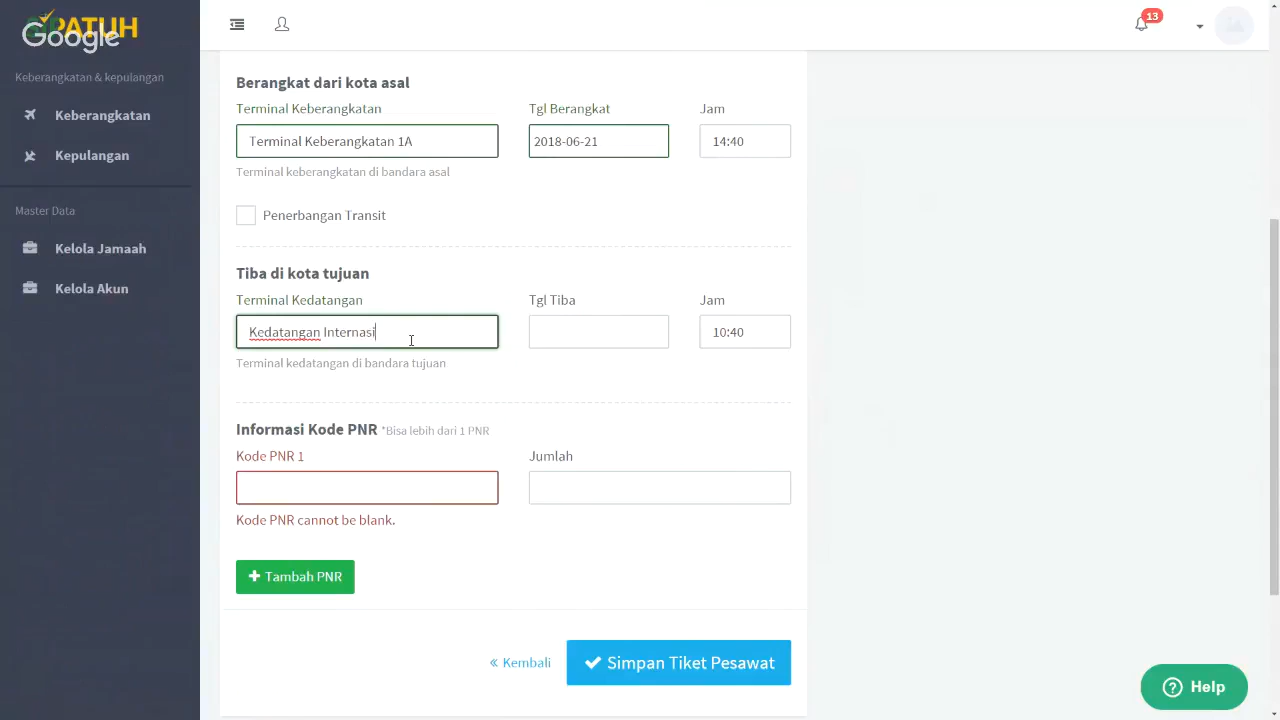 PATUH
Google
13
Keberangkatan & kepulangan
Keberangkatan
Kepulangan
Master Data
Kelola Jamaah
Kelola Akun
Berangkat dari kota asal
Terminal Keberangkatan Tgl Berangkat Jam
Terminal Keberangkatan 1A 2018-06-21 14:40
Terminal keberangkatan di bandara asal
Penerbangan Transit
Tiba di kota tujuan
Terminal Kedatangan Tgl Tiba Jam
Kedatangan Internasi 10:40
Terminal kedatangan di bandara tujuan
Informasi Kode PNR *Bisa lebih dari 1 PNR
Kode PNR 1 Jumlah
Kode PNR cannot be blank.
+ Tambah PNR
« Kembali Simpan Tiket Pesawat
? Help